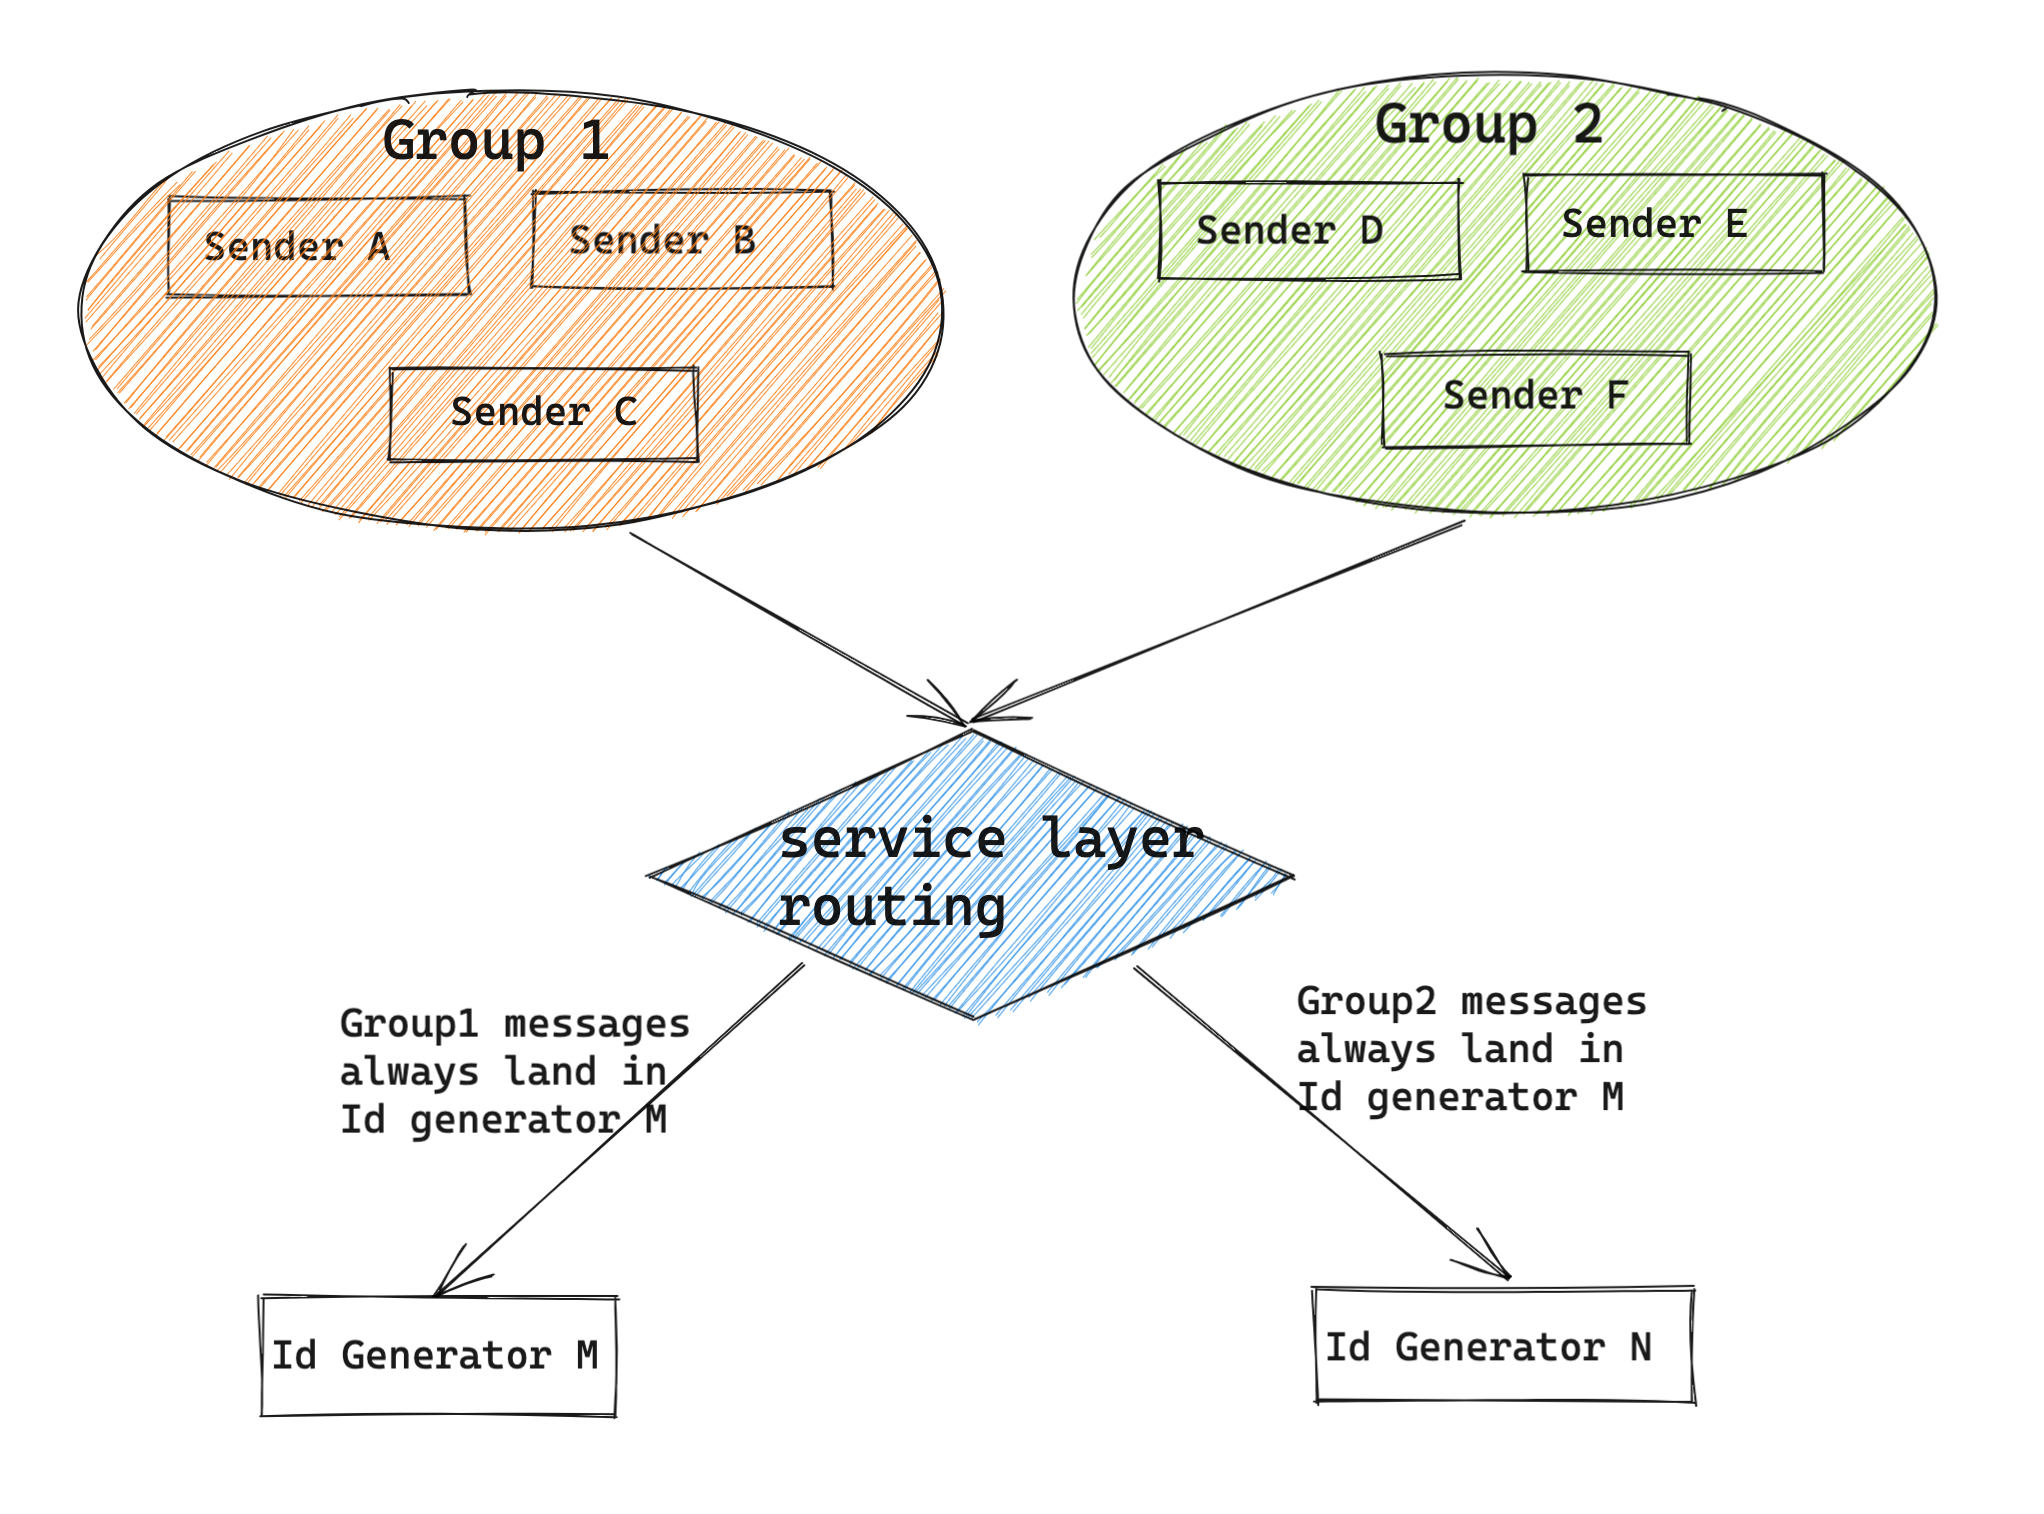 Group 1
Sender A
Sender B
Sender C
Group 2
Sender D
Sender E
Sender F
service layer
routing
Group1 messages
always land in
Id generator M
Group2 messages
always land in
Id generator M
Id Generator M
Id Generator N